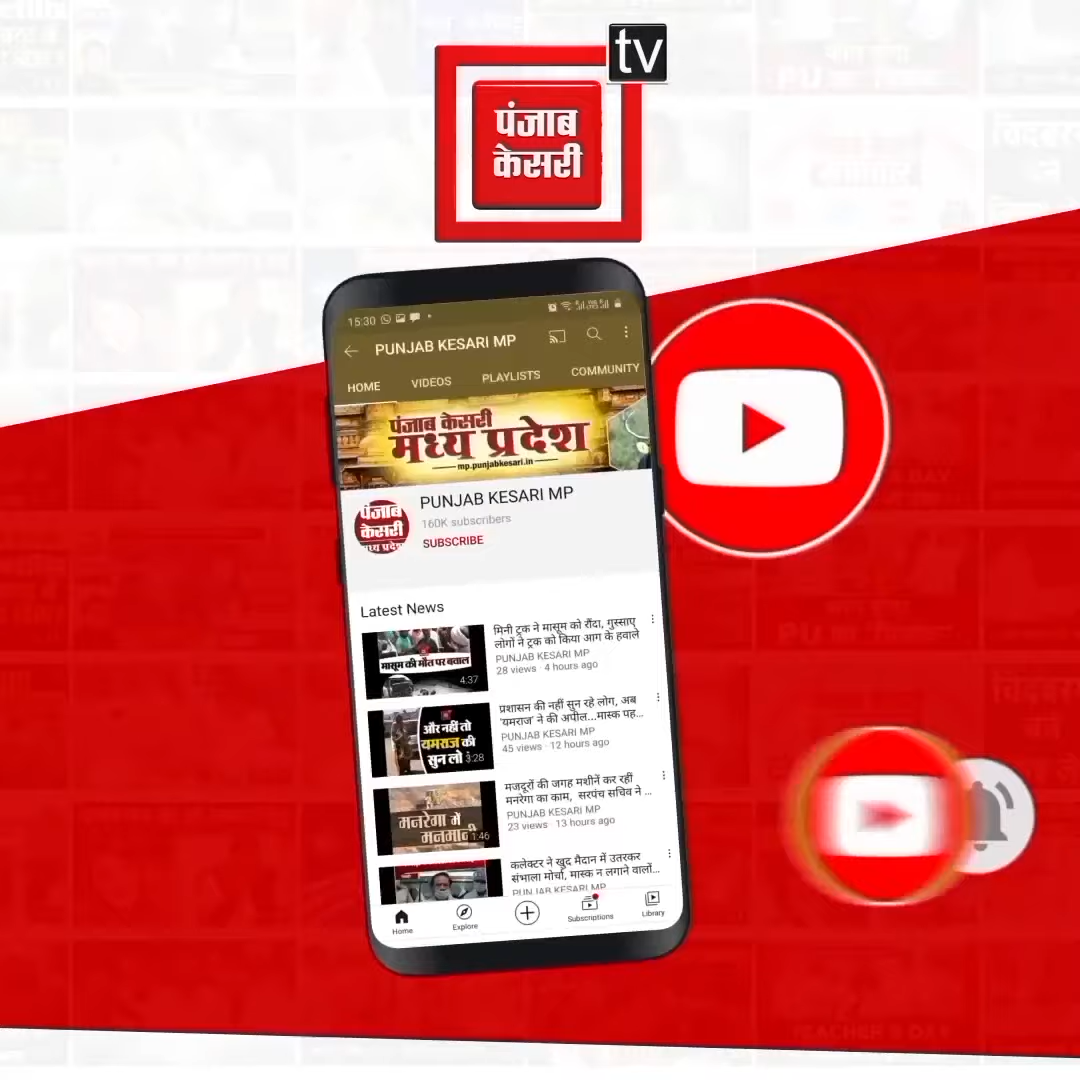 tv
पंजाब
केसरी
15:30
PUNJAB KESARI MP
HOME VIDEOS PLAYLISTS COMMUNITY
पंजाब केसरी
मध्य प्रदेश
mp.punjabkesari.in
पंजाब
केसरी
मध्य प्रदेश
PUNJAB KESARI MP
160K subscribers
SUBSCRIBE
Latest News
मासूम की मौत पर बवाल
4:37
मिनी ट्रक ने मासूम को रौंदा, गुस्साए
लोगों ने ट्रक को किया आग के हवाले
PUNJAB KESARI MP
28 views · 4 hours ago
और नहीं तो
यमराज की
सुन लो
3:28
प्रशासन की नहीं सुन रहे लोग, अब
'यमराज' ने की अपील...मास्क पह...
PUNJAB KESARI MP
45 views · 12 hours ago
मनरेगा में
1:46
मजदूरों की जगह मशीनें कर रहीं
मनरेगा का काम, सरपंच सचिव ने ...
PUNJAB KESARI MP
23 views · 13 hours ago
कलेक्टर ने खुद मैदान में उतरकर
संभाला मोर्चा, मास्क न लगाने वालों...
PUNJAB KESARI MP
Home Explore Subscriptions Library